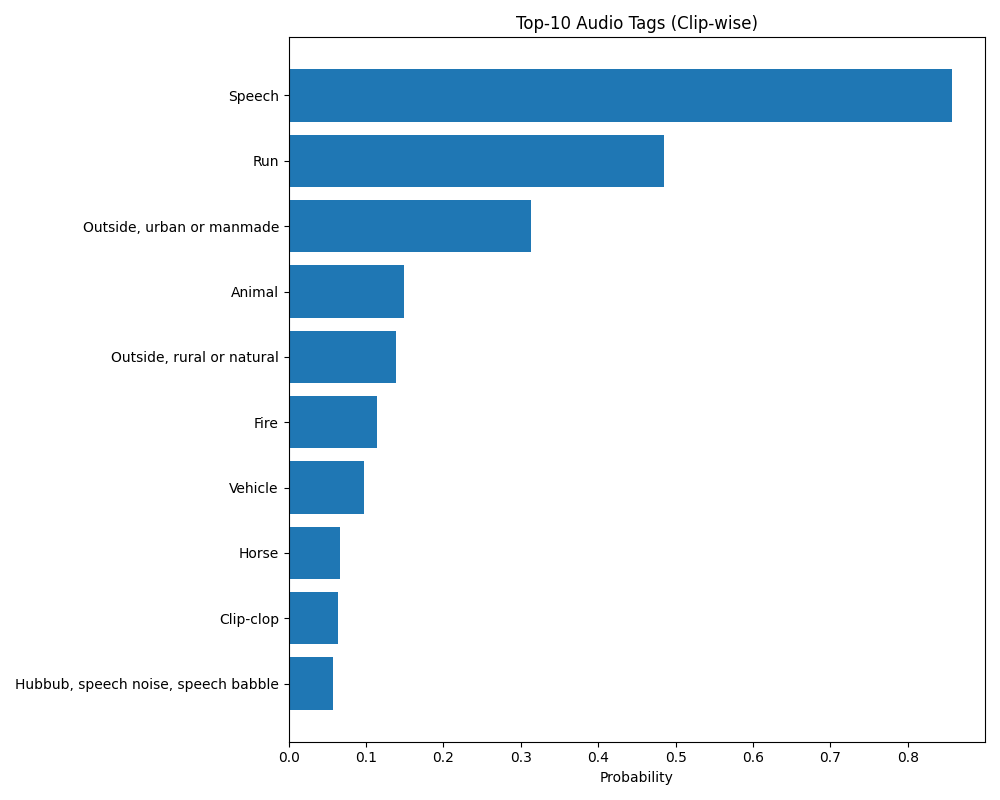 Top-10 Audio Tags (Clip-wise)
Speech
Run
Outside, urban or manmade
Animal
Outside, rural or natural
Fire
Vehicle
Horse
Clip-clop
Hubbub, speech noise, speech babble
0.0 0.1 0.2 0.3 0.4 0.5 0.6 0.7 0.8
Probability